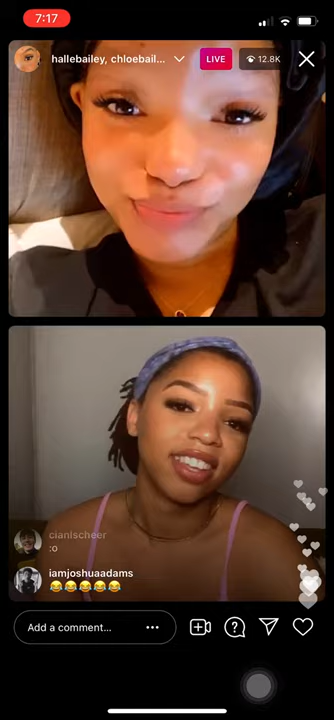 7:17
hallebailey, chloebail...
LIVE
12.8K
cianlscheer
:o
iamjoshuaadams
😂😂😂😂😂
Add a comment...